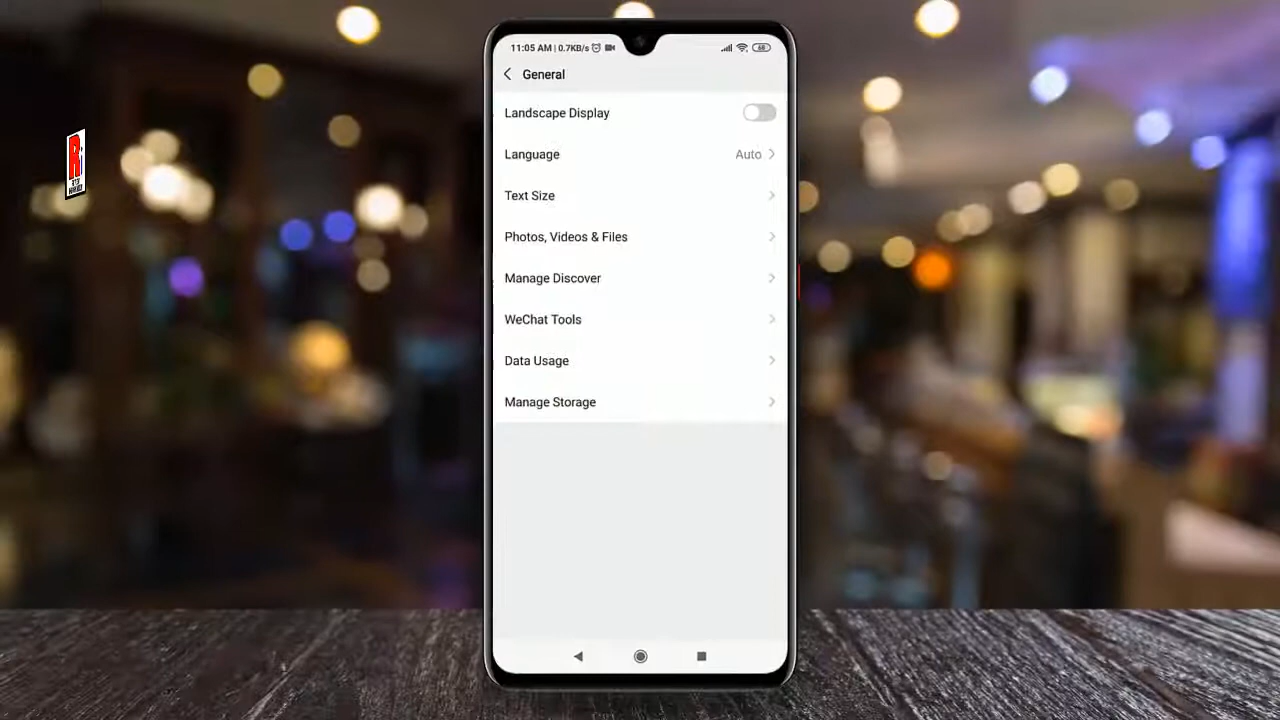 11:05 AM | 0.7KB/s
68
General
Landscape Display
Language
Auto
Text Size
Photos, Videos & Files
Manage Discover
WeChat Tools
Data Usage
Manage Storage
R